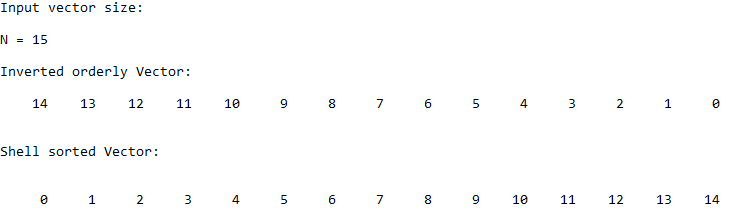 Input vector size:
N = 15
Inverted orderly Vector:
14 13 12 11 10 9 8 7 6 5 4 3 2 1 0
Shell sorted Vector:
0 1 2 3 4 5 6 7 8 9 10 11 12 13 14